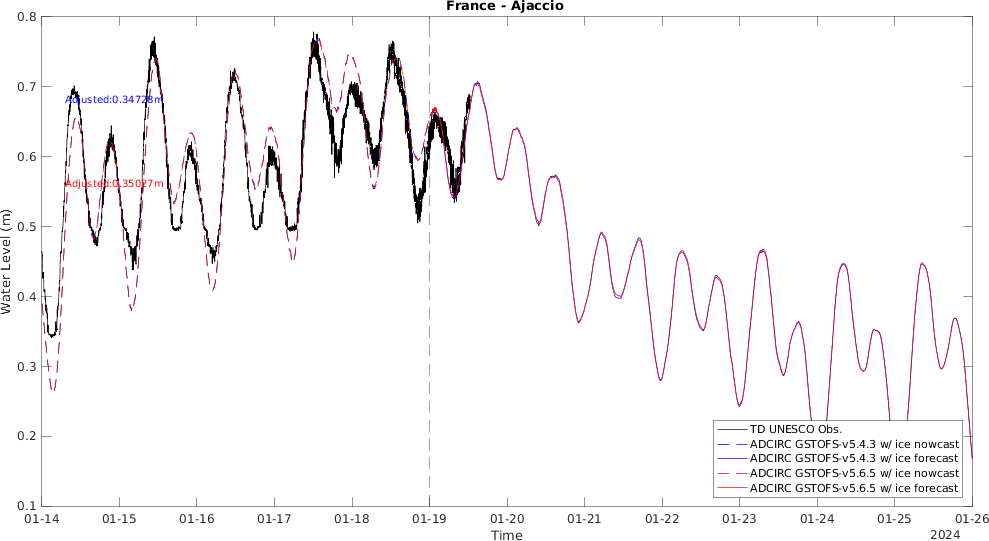 France - Ajaccio
Water Level (m)
0.8
0.7
0.6
0.5
0.4
0.3
0.2
0.1
Adjusted:0.34728m
Adjusted:0.35027m
TD UNESCO Obs.
ADCIRC GSTOFS-v5.4.3 w/ ice nowcast
ADCIRC GSTOFS-v5.4.3 w/ ice forecast
ADCIRC GSTOFS-v5.6.5 w/ ice nowcast
ADCIRC GSTOFS-v5.6.5 w/ ice forecast
01-14 01-15 01-16 01-17 01-18 01-19 01-20 01-21 01-22 01-23 01-24 01-25 01-26
Time
2024